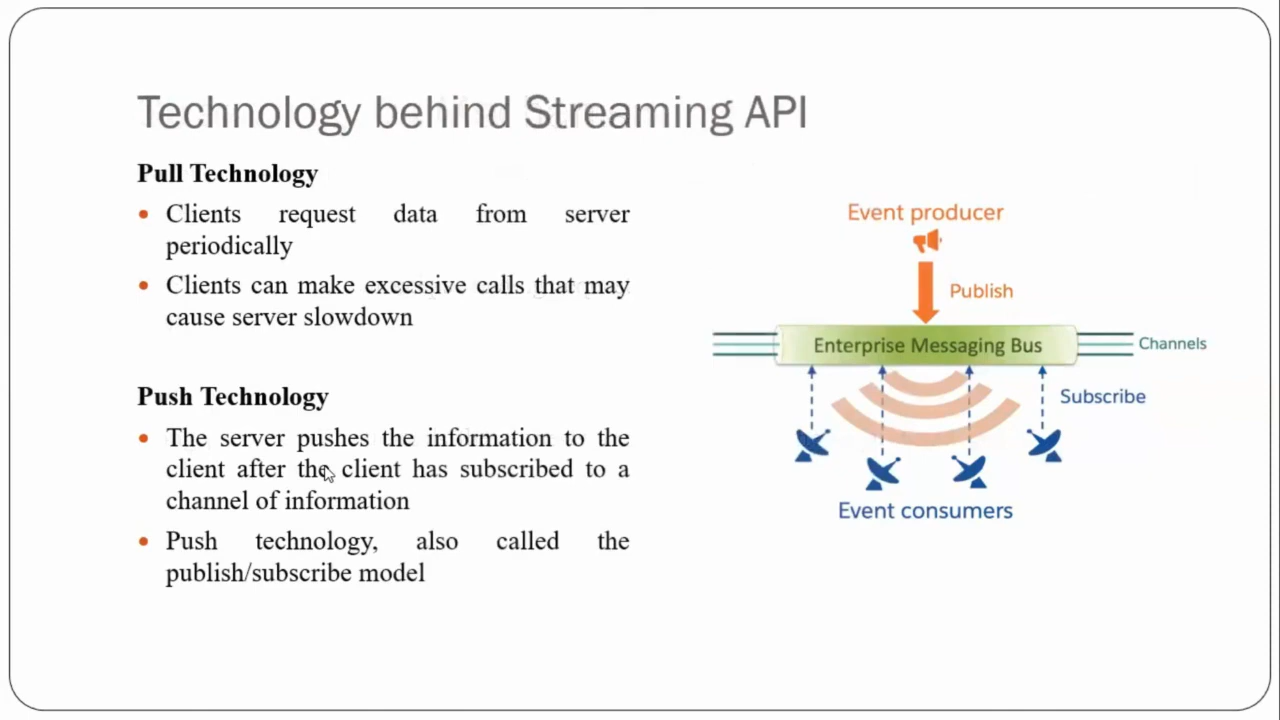 Technology behind Streaming API
Pull Technology
• Clients request data from server
periodically
• Clients can make excessive calls that may
cause server slowdown
Push Technology
• The server pushes the information to the
client after the client has subscribed to a
channel of information
• Push technology, also called the
publish/subscribe model
Event producer
Publish
Enterprise Messaging Bus
Channels
Subscribe
Event consumers